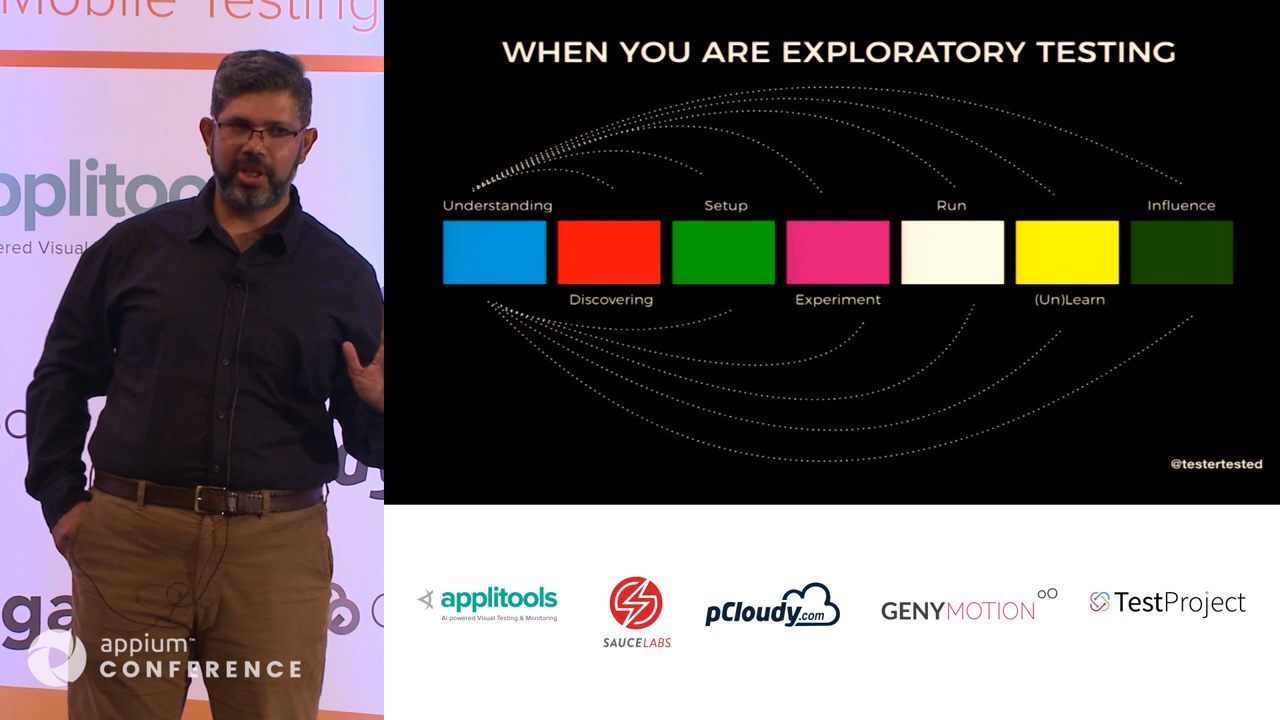 Mobile Testing
WHEN YOU ARE EXPLORATORY TESTING
Understanding
Setup
Run
Influence
Discovering
Experiment
(Un)Learn
@testertested
applitools
AI powered Visual Testing & Monitoring
SAUCELABS
pCloudy.com
GENYMOTION
TestProject
appium™
CONFERENCE